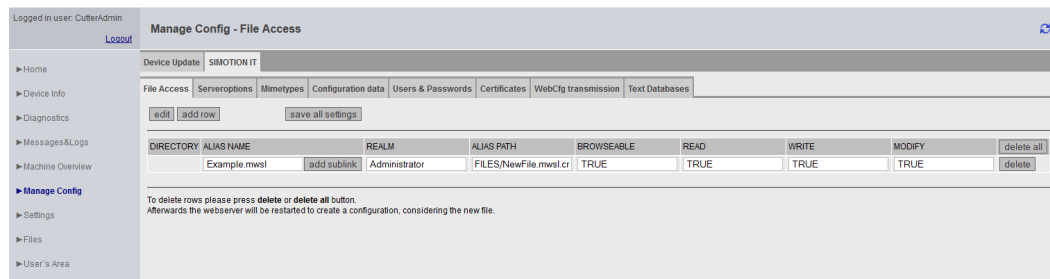 Logged in user: CutterAdmin
Logout
Manage Config - File Access
►Home
►Device Info
►Diagnostics
►Messages&Logs
►Machine Overview
►Manage Config
►Settings
►Files
►User´s Area
Device Update SIMOTION IT
File Access Serveroptions Mimetypes Configuration data Users & Passwords Certificates WebCfg transmission Text Databases
edit add row save all settings
DIRECTORY ALIAS NAME REALM ALIAS PATH BROWSEABLE READ WRITE MODIFY delete all
Example.mwsl add sublink Administrator FILES/NewFile.mwsl.cr TRUE TRUE TRUE TRUE delete
To delete rows please press delete or delete all button.
Afterwards the webserver will be restarted to create a configuration, considering the new file.